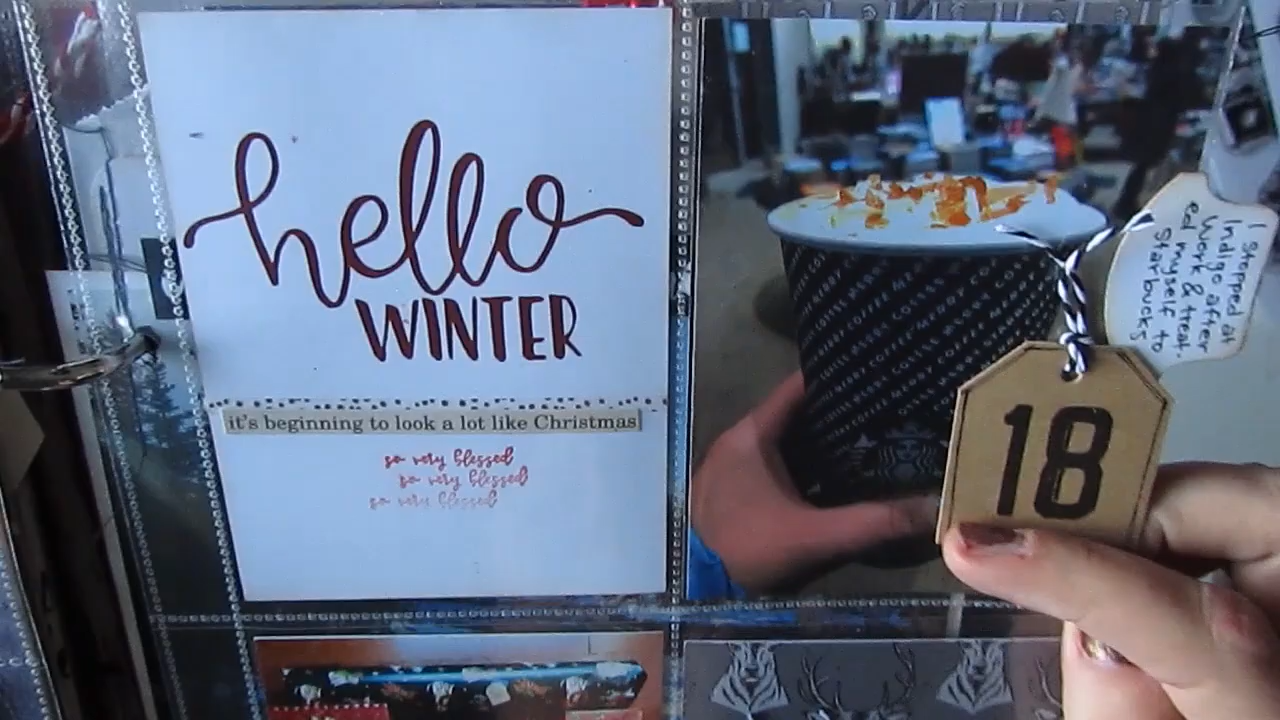 hello
WINTER
it's beginning to look a lot like Christmas
so very blessed
so very blessed
so very blessed
I stopped at
Indigo after
work & treat-
ed myself to
Starbucks
18